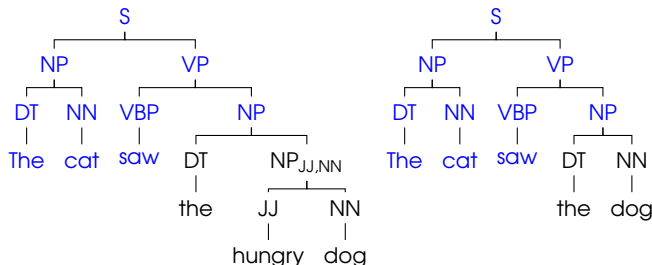 S S
NP VP NP VP
DT NN VBP NP DT NN VBP NP
The cat saw DT NP_JJ,NN The cat saw DT NN
the JJ NN the dog
hungry dog